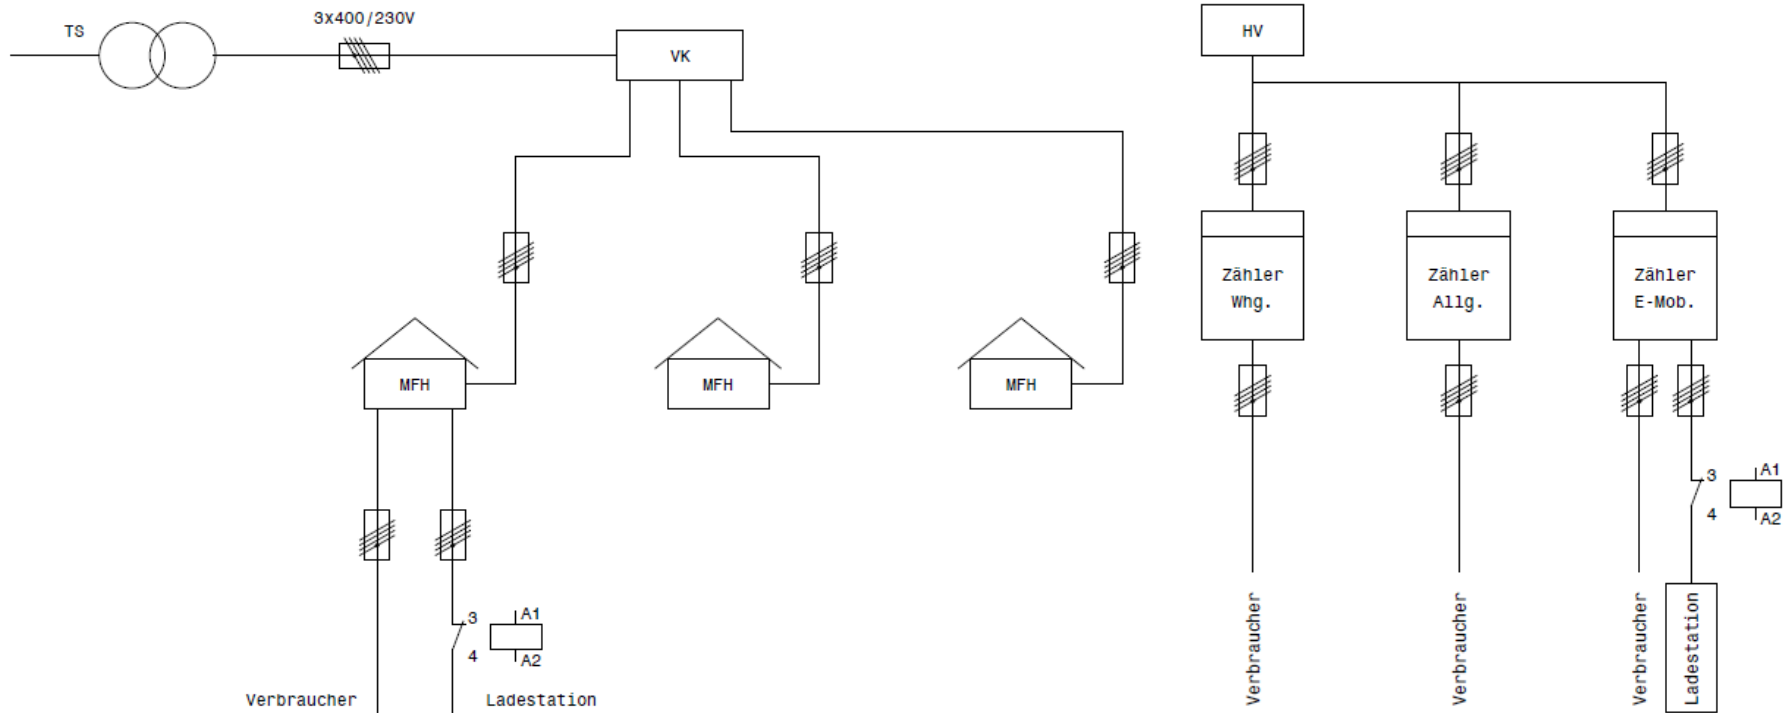 TS
3x400/230V
VK
MFH
MFH
MFH
3
4
A1
A2
Verbraucher
Ladestation
HV
Zähler
Whg.
Zähler
Allg.
Zähler
E-Mob.
3
4
A1
A2
Verbraucher
Verbraucher
Verbraucher
Ladestation